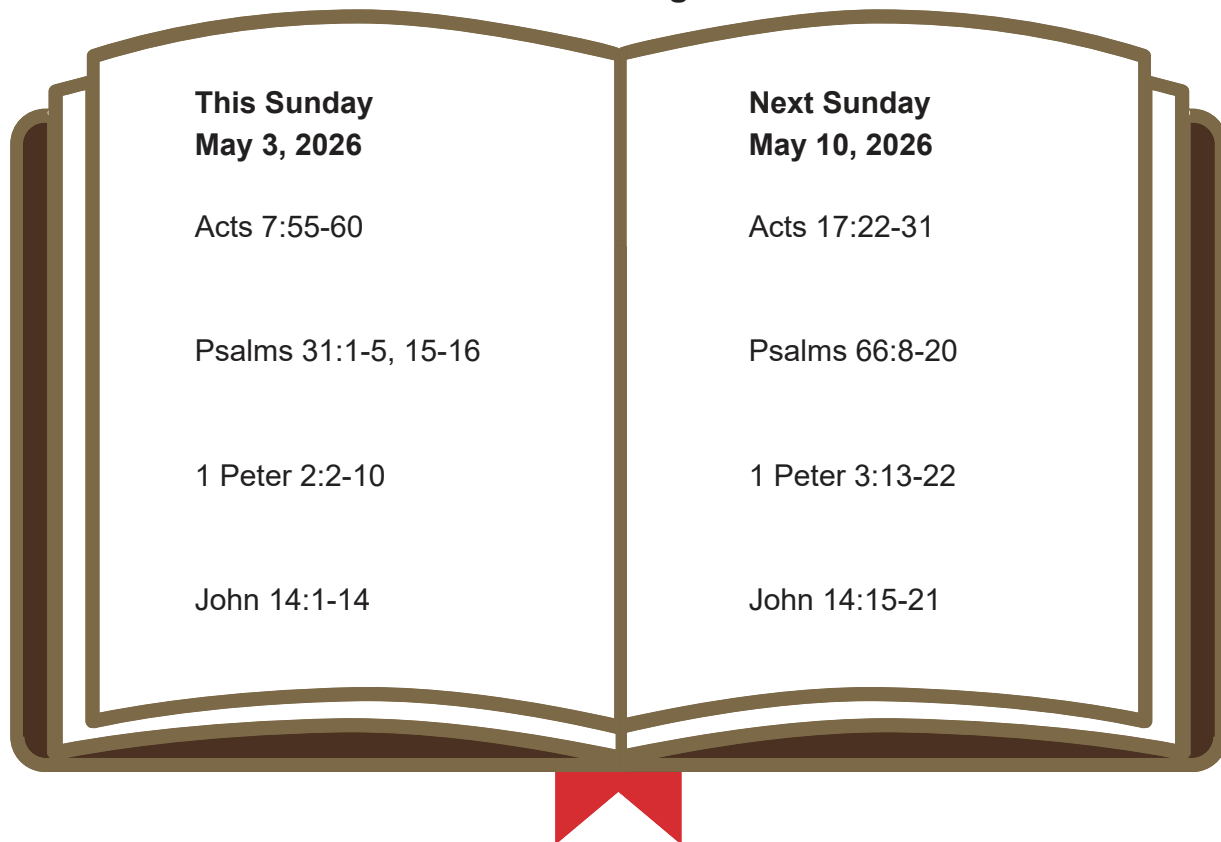 This Sunday
May 3, 2026
Acts 7:55-60
Psalms 31:1-5, 15-16
1 Peter 2:2-10
John 14:1-14
Next Sunday
May 10, 2026
Acts 17:22-31
Psalms 66:8-20
1 Peter 3:13-22
John 14:15-21